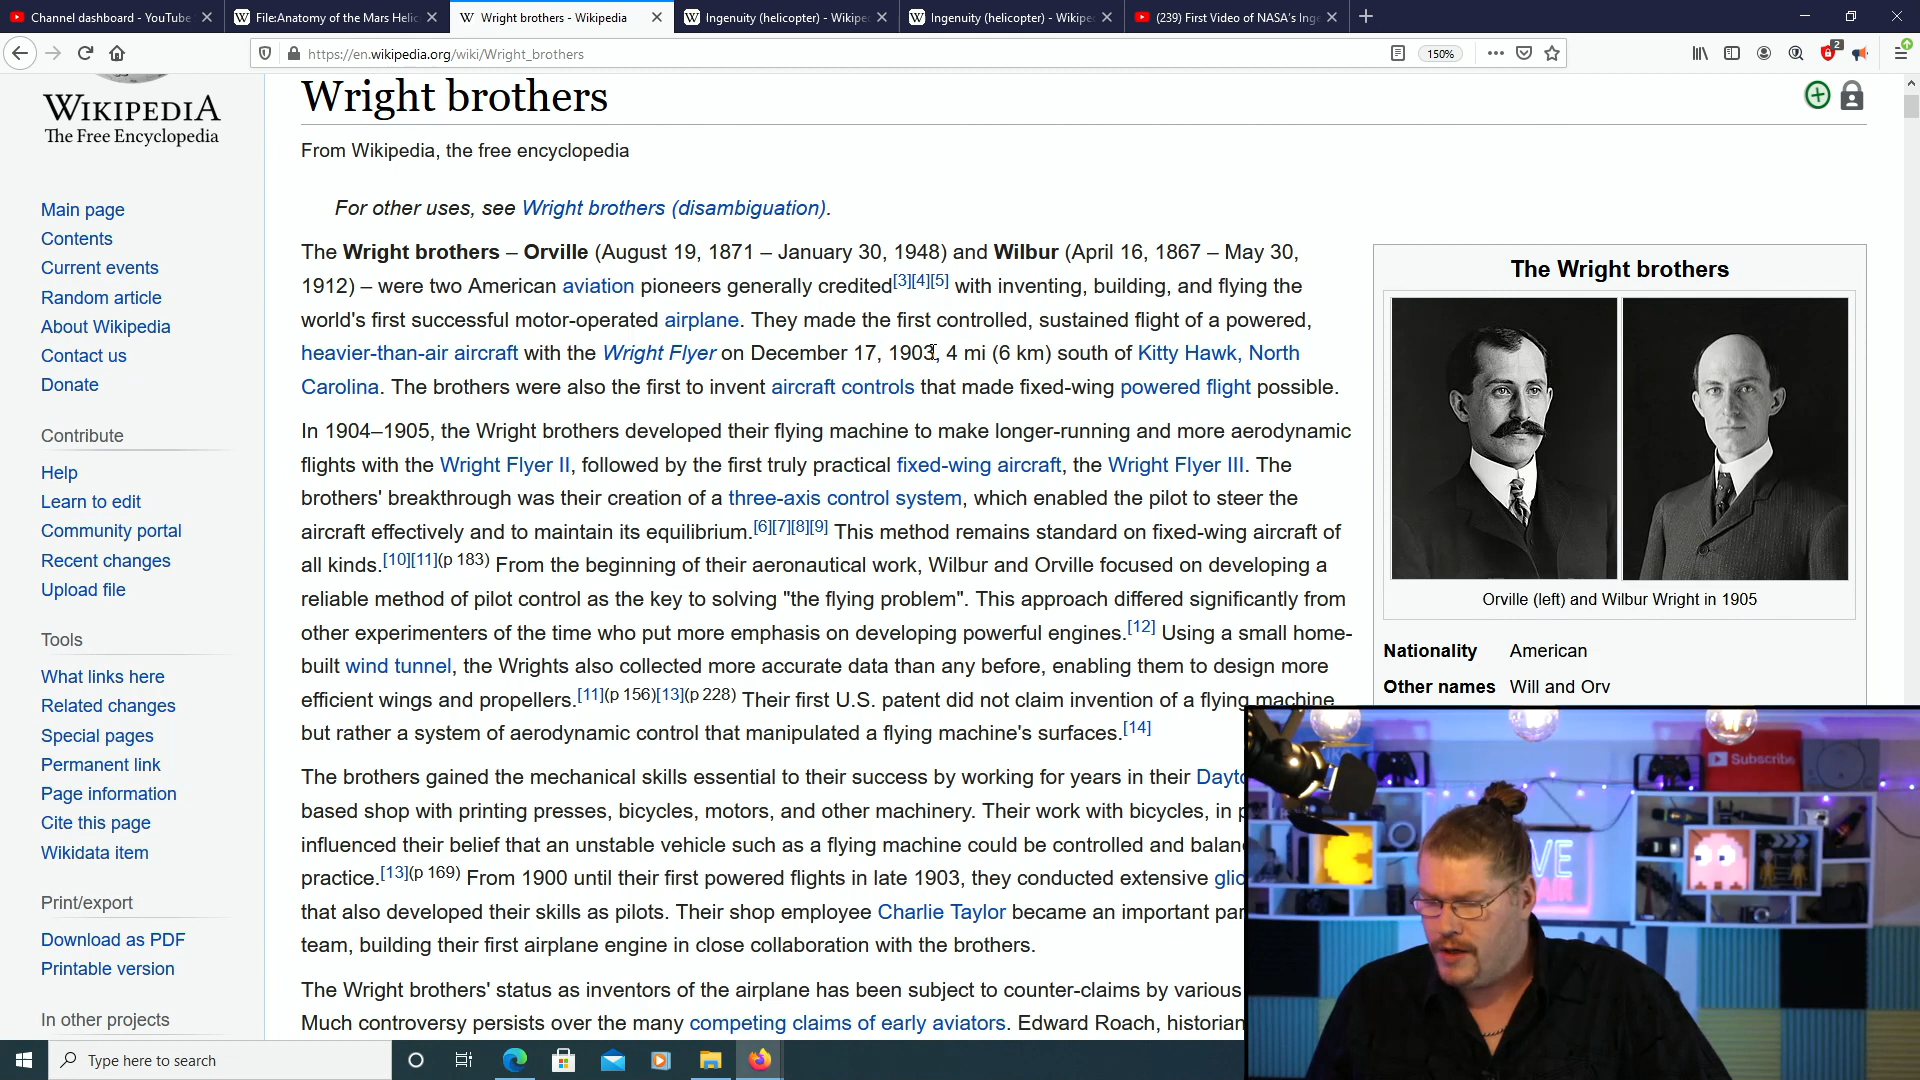 Channel dashboard - YouTube
File:Anatomy of the Mars Helic
Wright brothers - Wikipedia
Ingenuity (helicopter) - Wikipe
Ingenuity (helicopter) - Wikipe
(239) First Video of NASA's Inge
https://en.wikipedia.org/wiki/Wright_brothers
150%
2
WIKIPEDIA
The Free Encyclopedia
Main page
Contents
Current events
Random article
About Wikipedia
Contact us
Donate
Contribute
Help
Learn to edit
Community portal
Recent changes
Upload file
Tools
What links here
Related changes
Special pages
Permanent link
Page information
Cite this page
Wikidata item
Print/export
Download as PDF
Printable version
In other projects
Wright brothers
From Wikipedia, the free encyclopedia
For other uses, see Wright brothers (disambiguation).
The Wright brothers – Orville (August 19, 1871 – January 30, 1948) and Wilbur (April 16, 1867 – May 30,
1912) – were two American aviation pioneers generally credited[3][4][5] with inventing, building, and flying the
world's first successful motor-operated airplane. They made the first controlled, sustained flight of a powered,
heavier-than-air aircraft with the Wright Flyer on December 17, 1903, 4 mi (6 km) south of Kitty Hawk, North
Carolina. The brothers were also the first to invent aircraft controls that made fixed-wing powered flight possible.
In 1904–1905, the Wright brothers developed their flying machine to make longer-running and more aerodynamic
flights with the Wright Flyer II, followed by the first truly practical fixed-wing aircraft, the Wright Flyer III. The
brothers' breakthrough was their creation of a three-axis control system, which enabled the pilot to steer the
aircraft effectively and to maintain its equilibrium.[6][7][8][9] This method remains standard on fixed-wing aircraft of
all kinds.[10][11](p 183) From the beginning of their aeronautical work, Wilbur and Orville focused on developing a
reliable method of pilot control as the key to solving "the flying problem". This approach differed significantly from
other experimenters of the time who put more emphasis on developing powerful engines.[12] Using a small home-
built wind tunnel, the Wrights also collected more accurate data than any before, enabling them to design more
efficient wings and propellers.[11](p 156)[13](p 228) Their first U.S. patent did not claim invention of a flying machine
but rather a system of aerodynamic control that manipulated a flying machine's surfaces.[14]
The brothers gained the mechanical skills essential to their success by working for years in their Dayto
based shop with printing presses, bicycles, motors, and other machinery. Their work with bicycles, in p
influenced their belief that an unstable vehicle such as a flying machine could be controlled and balan
practice.[13](p 169) From 1900 until their first powered flights in late 1903, they conducted extensive glid
that also developed their skills as pilots. Their shop employee Charlie Taylor became an important par
team, building their first airplane engine in close collaboration with the brothers.
The Wright brothers' status as inventors of the airplane has been subject to counter-claims by various
Much controversy persists over the many competing claims of early aviators. Edward Roach, historian
The Wright brothers
Orville (left) and Wilbur Wright in 1905
Nationality American
Other names Will and Orv
Subscribe
Type here to search